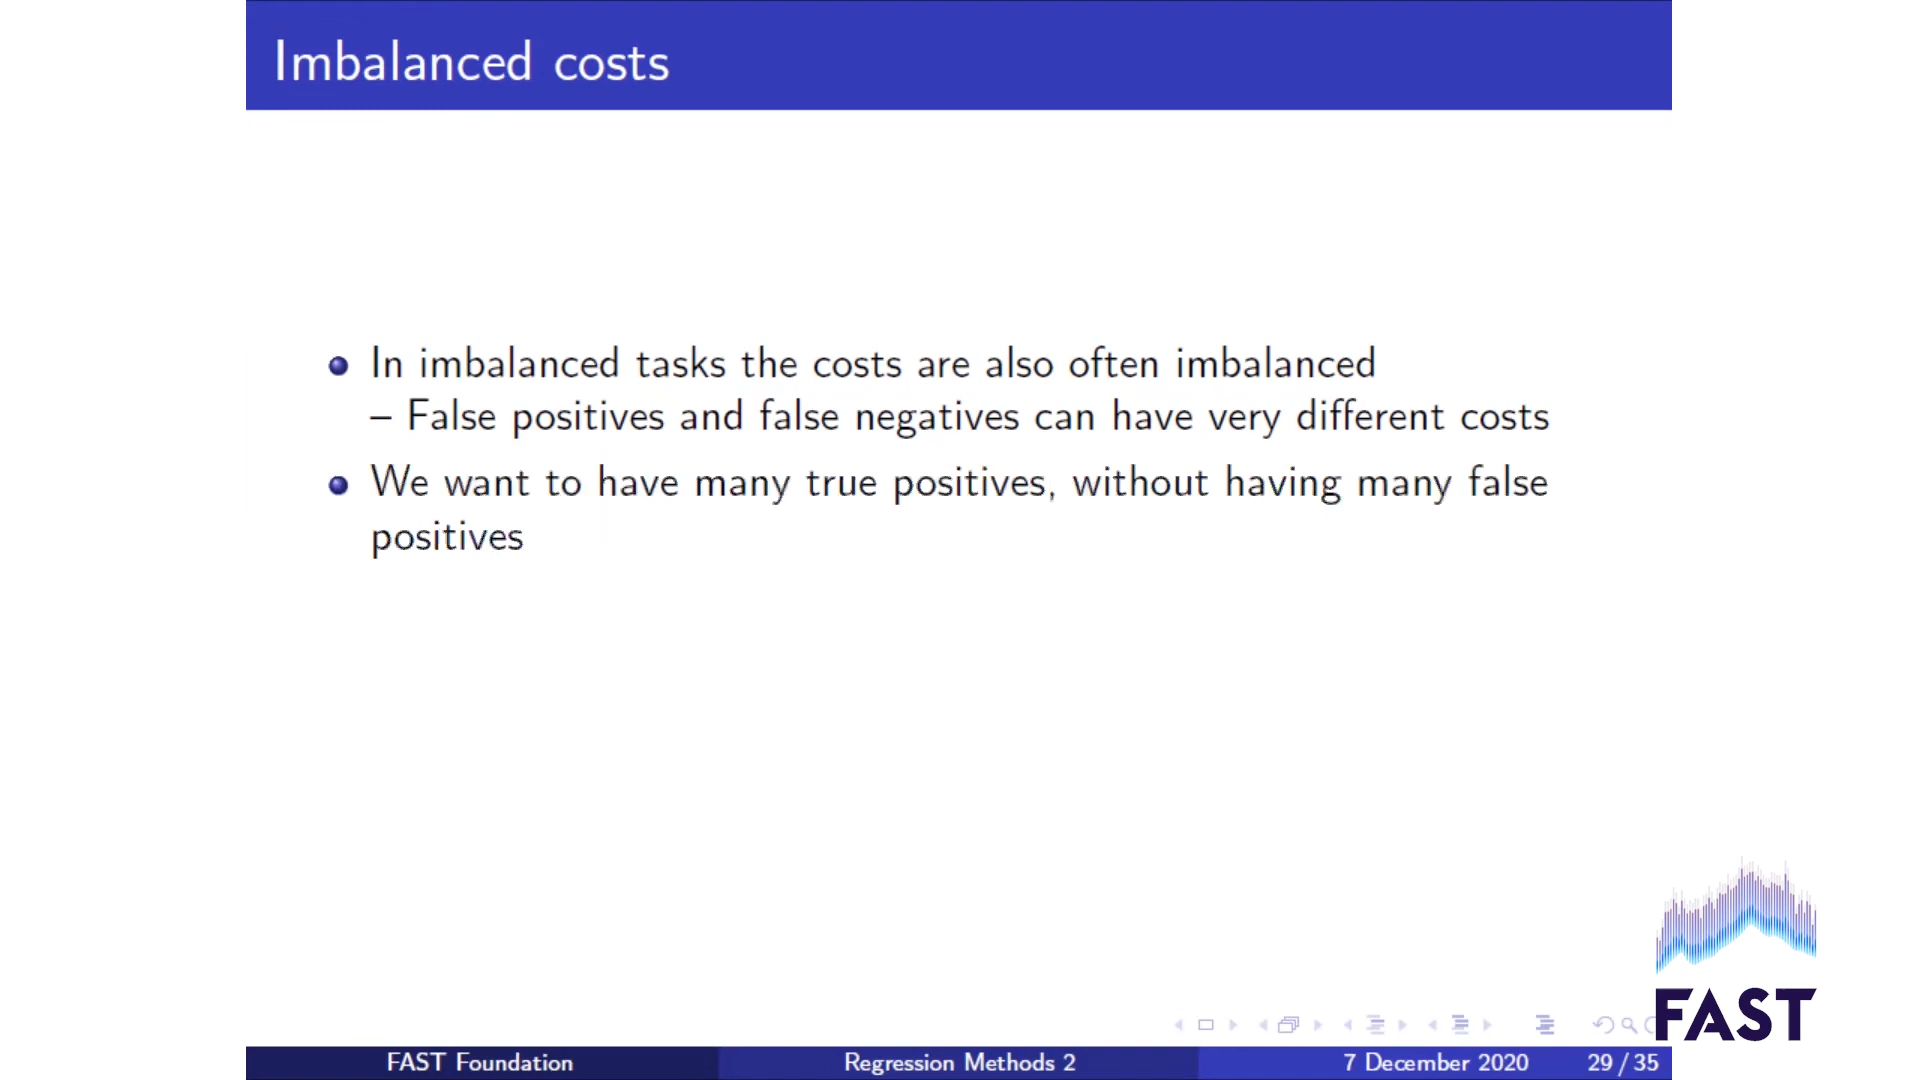 Imbalanced costs
In imbalanced tasks the costs are also often imbalanced
– False positives and false negatives can have very different costs
We want to have many true positives, without having many false
positives
FAST
FAST Foundation
Regression Methods 2
7 December 2020
29 / 35